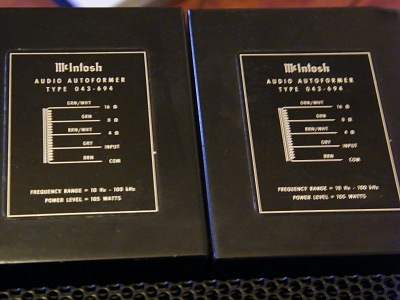 McIntosh
AUDIO AUTOFORMER
TYPE 043-694
GRN/WHT 16 Ω
GRN 8 Ω
BRN/WHT 4 Ω
GRY INPUT
BRN COM
FREQUENCY RANGE = 10 Hz - 100 kHz
POWER LEVEL = 105 WATTS
McIntosh
AUDIO AUTOFORMER
TYPE 043-694
GRN/WHT 16 Ω
GRN 8 Ω
BRN/WHT 4 Ω
GRY INPUT
BRN COM
FREQUENCY RANGE = 10 Hz - 100 kHz
POWER LEVEL = 105 WATTS